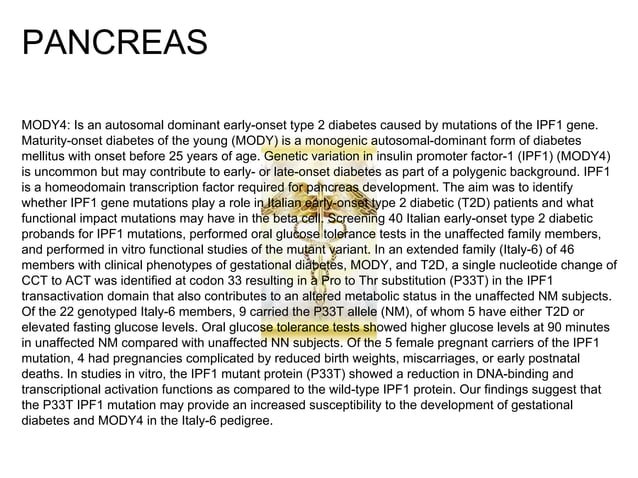 PANCREAS
MODY4: Is an autosomal dominant early-onset type 2 diabetes caused by mutations of the IPF1 gene.
Maturity-onset diabetes of the young (MODY) is a monogenic autosomal-dominant form of diabetes
mellitus with onset before 25 years of age. Genetic variation in insulin promoter factor-1 (IPF1) (MODY4)
is uncommon but may contribute to early- or late-onset diabetes as part of a polygenic background. IPF1
is a homeodomain transcription factor required for pancreas development. The aim was to identify
whether IPF1 gene mutations play a role in Italian early-onset type 2 diabetic (T2D) patients and what
functional impact mutations may have in the beta cell. Screening 40 Italian early-onset type 2 diabetic
probands for IPF1 mutations, performed oral glucose tolerance tests in the unaffected family members,
and performed in vitro functional studies of the mutant variant. In an extended family (Italy-6) of 46
members with clinical phenotypes of gestational diabetes, MODY, and T2D, a single nucleotide change of
CCT to ACT was identified at codon 33 resulting in a Pro to Thr substitution (P33T) in the IPF1
transactivation domain that also contributes to an altered metabolic status in the unaffected NM subjects.
Of the 22 genotyped Italy-6 members, 9 carried the P33T allele (NM), of whom 5 have either T2D or
elevated fasting glucose levels. Oral glucose tolerance tests showed higher glucose levels at 90 minutes
in unaffected NM compared with unaffected NN subjects. Of the 5 female pregnant carriers of the IPF1
mutation, 4 had pregnancies complicated by reduced birth weights, miscarriages, or early postnatal
deaths. In studies in vitro, the IPF1 mutant protein (P33T) showed a reduction in DNA-binding and
transcriptional activation functions as compared to the wild-type IPF1 protein. Our findings suggest that
the P33T IPF1 mutation may provide an increased susceptibility to the development of gestational
diabetes and MODY4 in the Italy-6 pedigree.